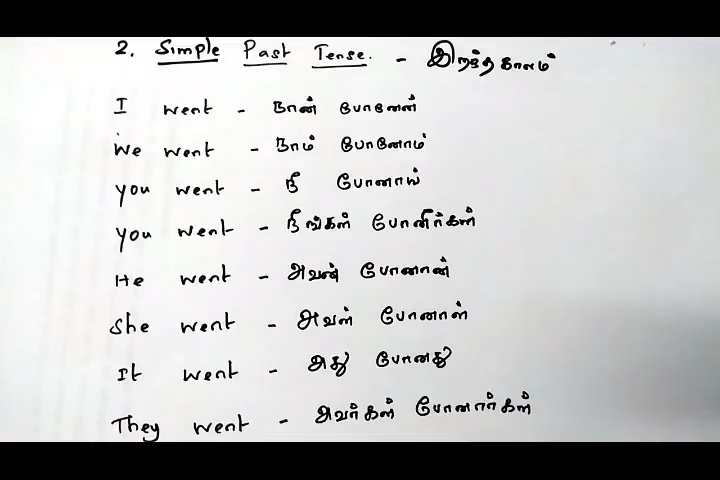 2. Simple Past Tense. - இறந்தகாலம்
I went - நான் போனேன்
We went - நாம் போனோம்
you went - நீ போனாய்
you went - நீங்கள் போனீர்கள்
He went - அவன் போனான்
She went - அவள் போனாள்
It went - அது போனது
They went - அவர்கள் போனார்கள்